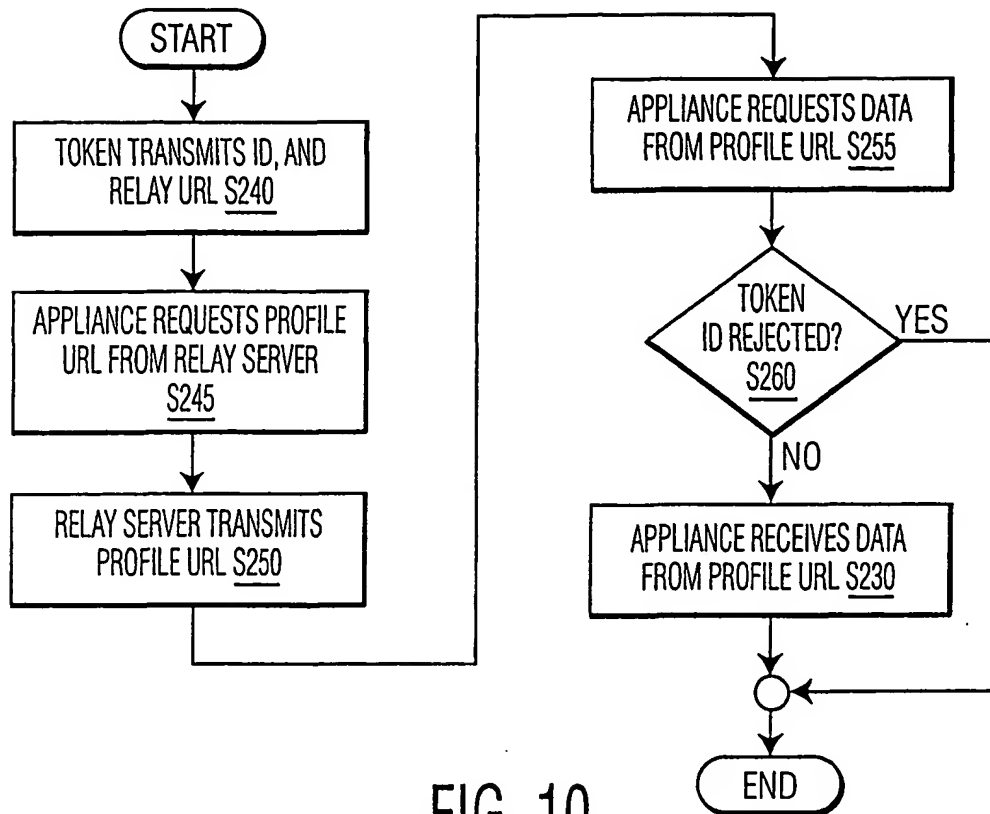 START
TOKEN TRANSMITS ID, AND
RELAY URL S240
APPLIANCE REQUESTS PROFILE
URL FROM RELAY SERVER
S245
RELAY SERVER TRANSMITS
PROFILE URL S250
APPLIANCE REQUESTS DATA
FROM PROFILE URL S255
TOKEN
ID REJECTED?
S260
YES
NO
APPLIANCE RECEIVES DATA
FROM PROFILE URL S230
END
FIG. 10